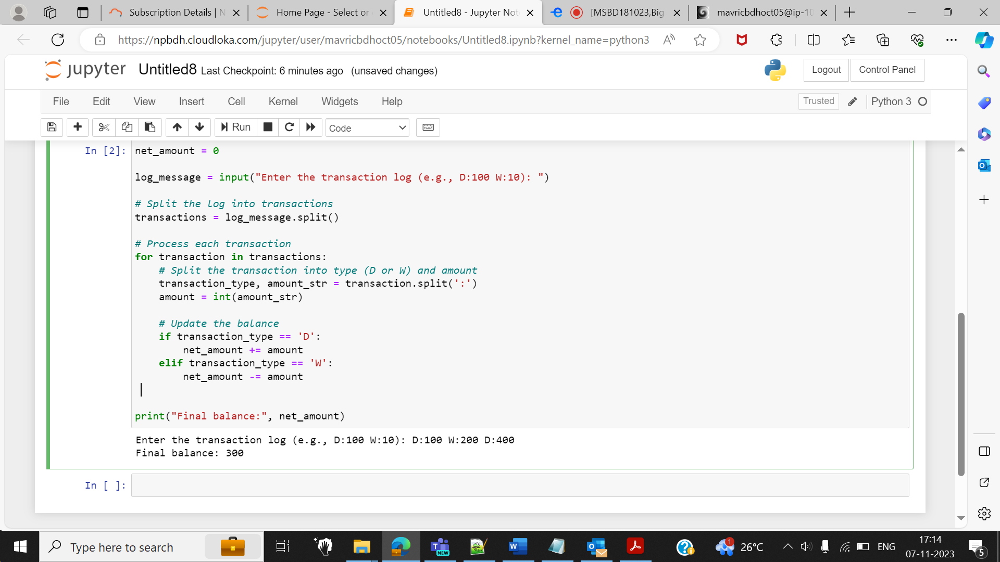 Subscription Details | N
Home Page - Select or
Untitled8 - Jupyter Not
[MSBD181023,Big
mavricbdhoct05@ip-10
https://npbdh.cloudloka.com/jupyter/user/mavricbdhoct05/notebooks/Untitled8.ipynb?kernel_name=python3
jupyter Untitled8 Last Checkpoint: 6 minutes ago (unsaved changes)
Logout
Control Panel
File Edit View Insert Cell Kernel Widgets Help
Trusted
Python 3
Run
Code
In [2]: net_amount = 0
log_message = input("Enter the transaction log (e.g., D:100 W:10): ")
# Split the log into transactions
transactions = log_message.split()
# Process each transaction
for transaction in transactions:
    # Split the transaction into type (D or W) and amount
    transaction_type, amount_str = transaction.split(':')
    amount = int(amount_str)
    # Update the balance
    if transaction_type == 'D':
        net_amount += amount
    elif transaction_type == 'W':
        net_amount -= amount
print("Final balance:", net_amount)
Enter the transaction log (e.g., D:100 W:10): D:100 W:200 D:400
Final balance: 300
In [ ]:
Type here to search
NEW
1
26°C
ENG
17:14
07-11-2023
5